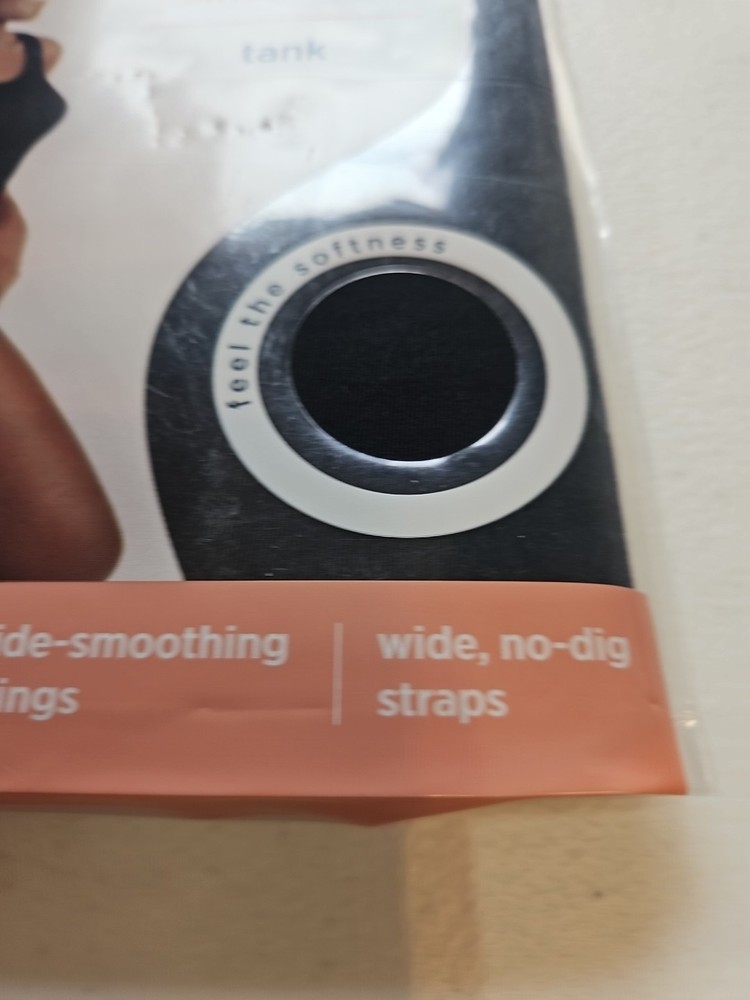 tank
feel the softness
ide-smoothing
ings
wide, no-dig
straps